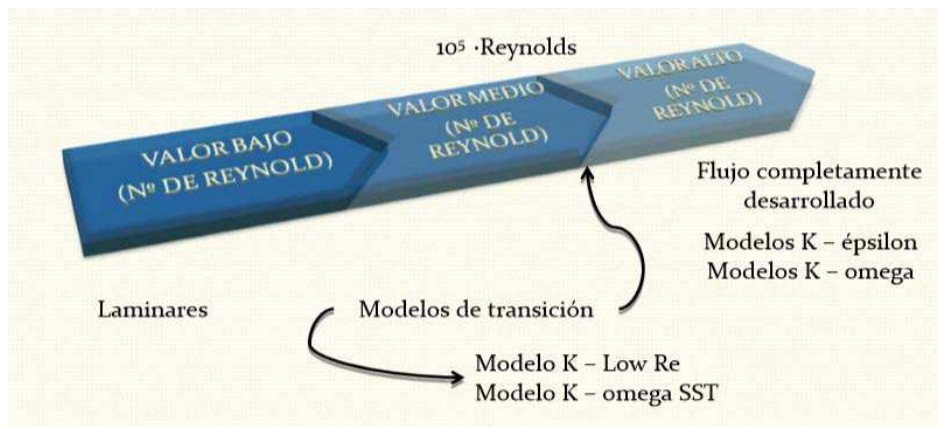 10⁵ ·Reynolds
VALOR BAJO
(Nº DE REYNOLD)
VALOR MEDIO
(Nº DE
REYNOLD)
VALOR ALTO
(Nº DE
REYNOLD)
Flujo completamente
desarrollado
Modelos K – épsilon
Modelos K – omega
Laminares
Modelos de transición
Modelo K – Low Re
Modelo K – omega SST